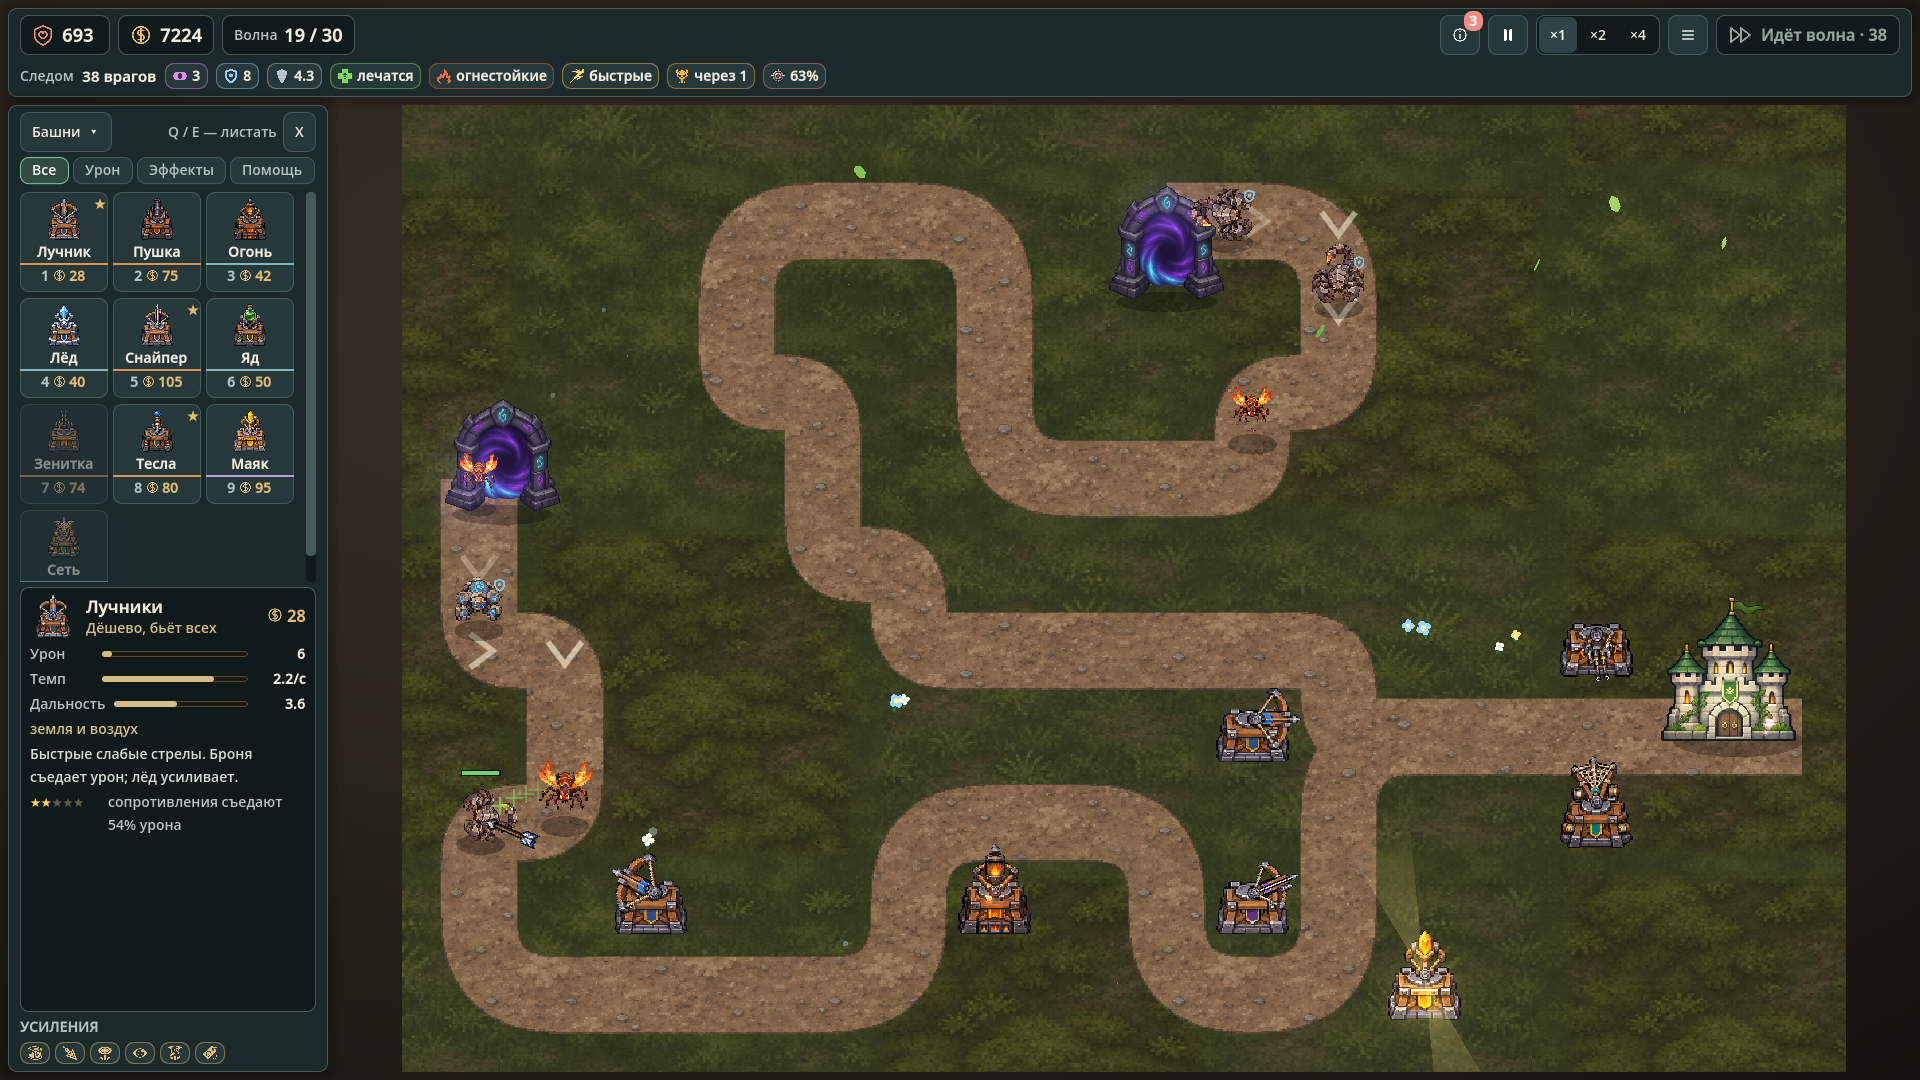 693
7224
Волна 19 / 30
3
×1
×2
×4
Идёт волна · 38
Следом 38 врагов
3
8
4.3
лечатся
огнестойкие
быстрые
через 1
63%
Башни
Q / E — листать
X
Все
Урон
Эффекты
Помощь
Лучник
Пушка
Огонь
1 28
2 75
3 42
Лёд
Снайпер
Яд
4 40
5 105
6 50
Зенитка
Тесла
Маяк
7 74
8 80
9 95
Сеть
Лучники
Дёшево, бьёт всех
28
Урон 6
Темп 2.2/с
Дальность 3.6
земля и воздух
Быстрые слабые стрелы. Броня
съедает урон; лёд усиливает.
сопротивления съедают
54% урона
УСИЛЕНИЯ